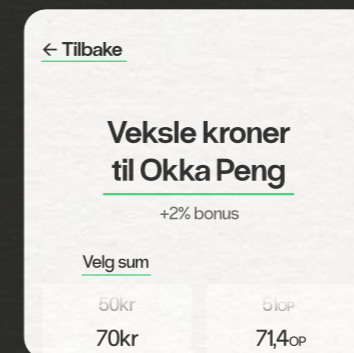 ← Tilbake
Veksle kroner
til Okka Peng
+2% bonus
Velg sum
50kr 51OP
70kr 71,4OP